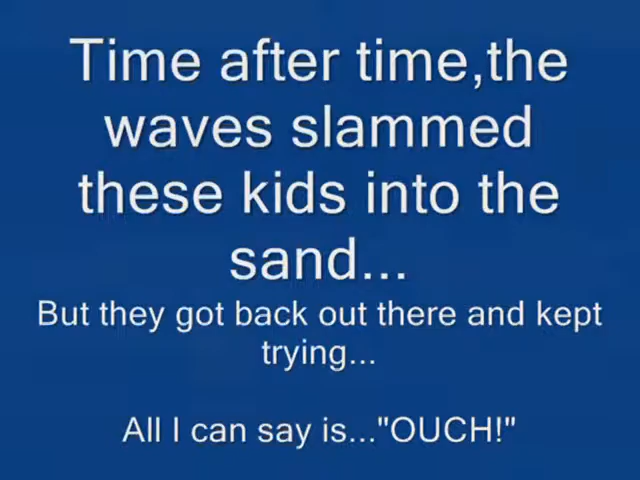 Time after time,the
waves slammed
these kids into the
sand...
But they got back out there and kept
trying...
All I can say is..."OUCH!"